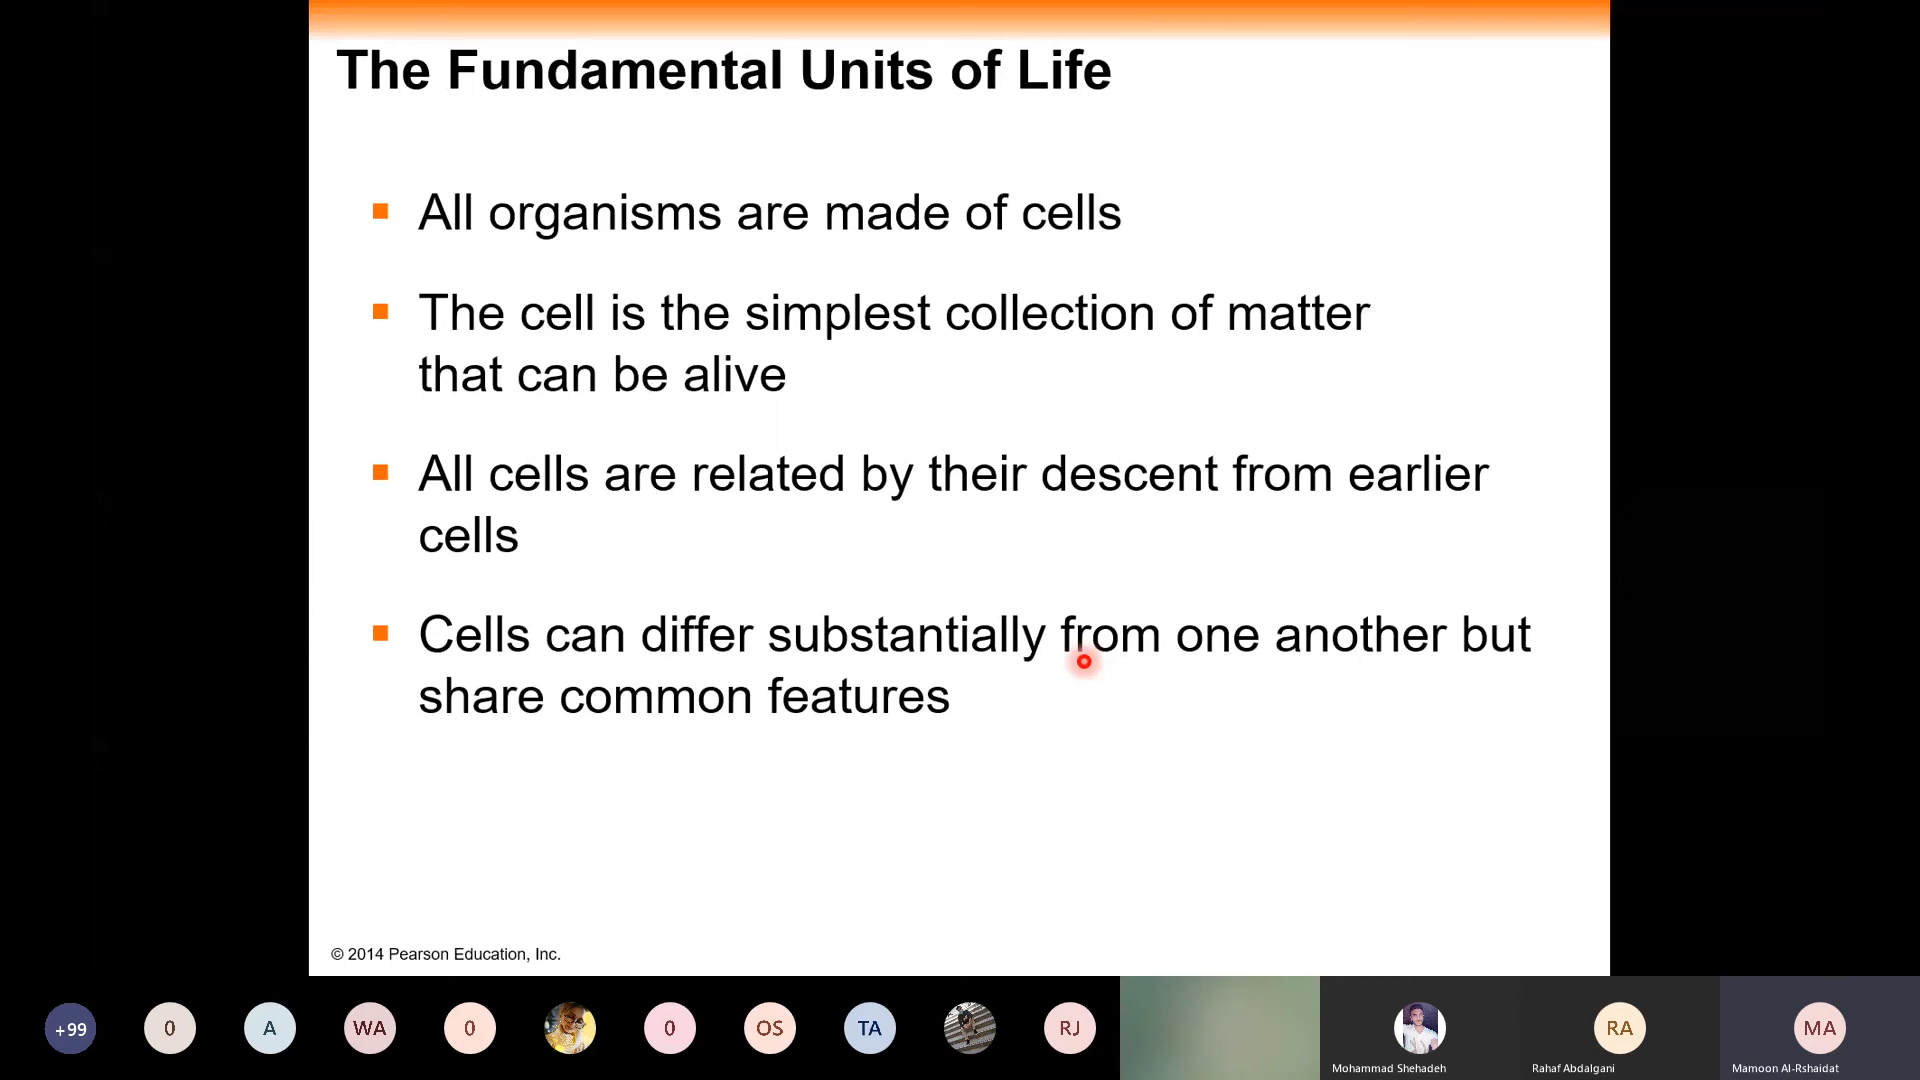 The Fundamental Units of Life
All organisms are made of cells
The cell is the simplest collection of matter
that can be alive
All cells are related by their descent from earlier
cells
Cells can differ substantially from one another but
share common features
© 2014 Pearson Education, Inc.
+99
0
A
WA
0
0
OS
TA
RJ
RA
MA
Mohammad Shehadeh
Rahaf Abdalgani
Mamoon Al-Rshaidat